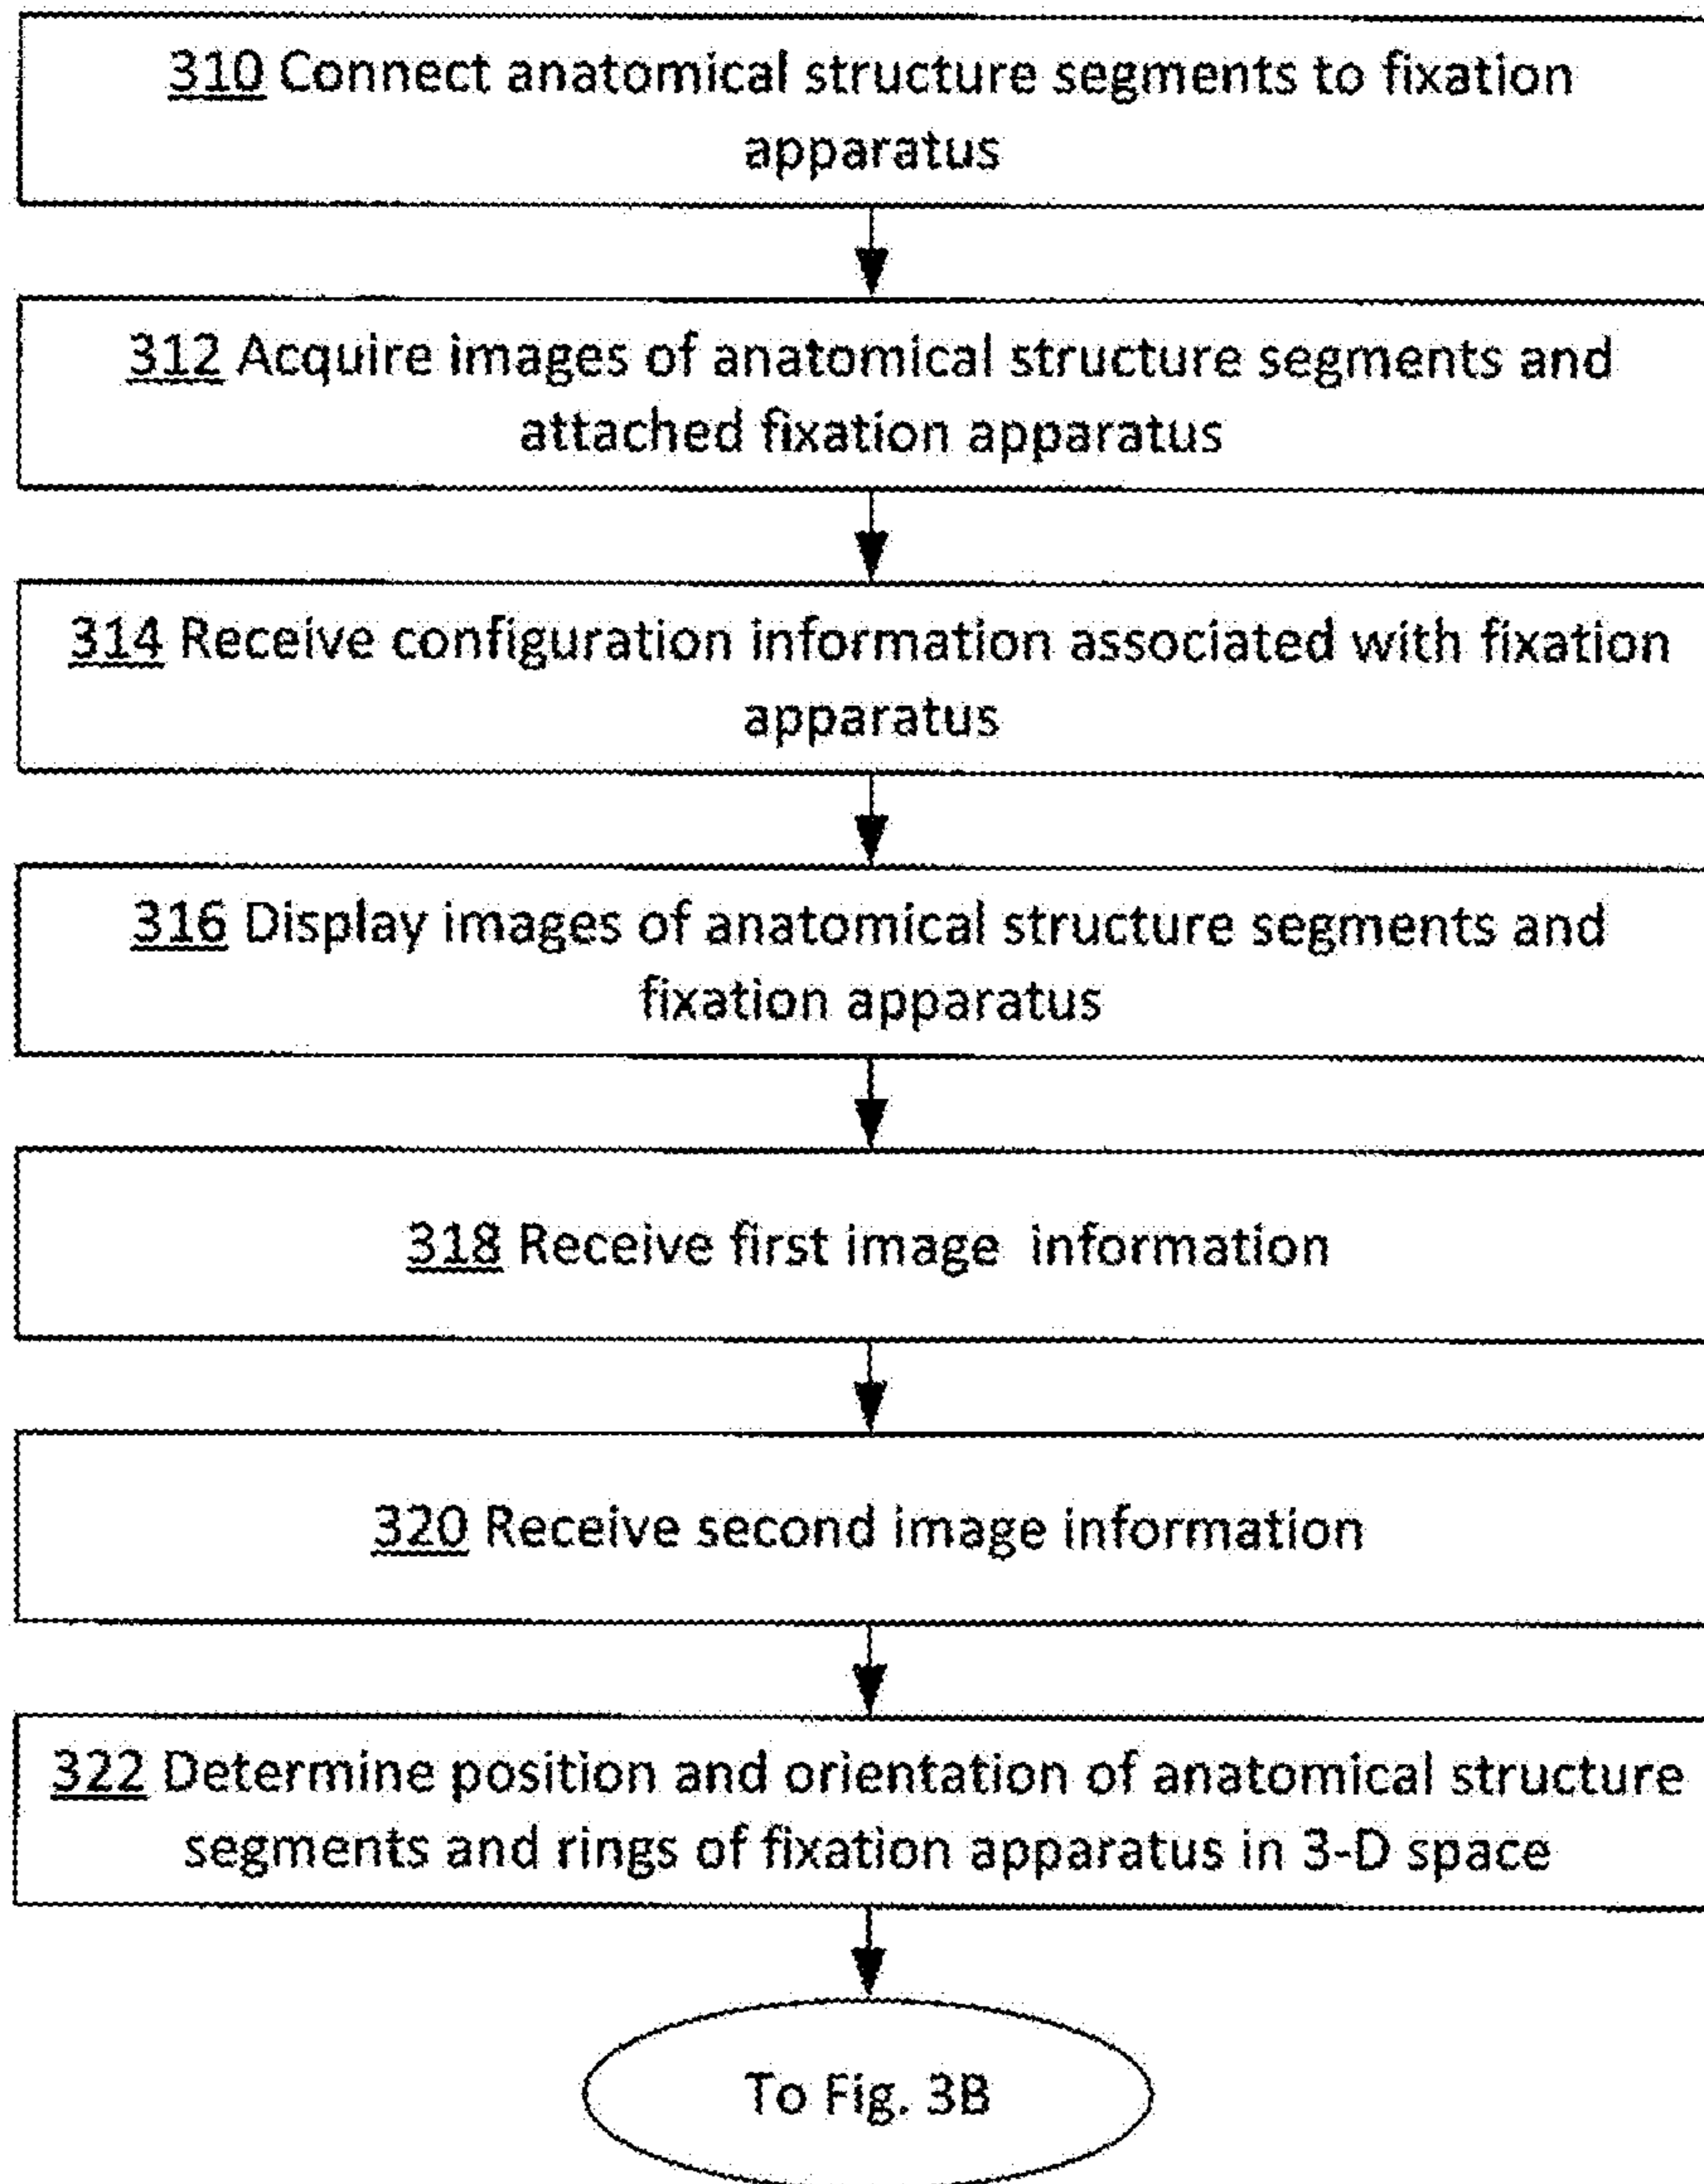 310 Connect anatomical structure segments to fixation
apparatus
312 Acquire images of anatomical structure segments and
attached fixation apparatus
314 Receive configuration information associated with fixation
apparatus
316 Display images of anatomical structure segments and
fixation apparatus
318 Receive first image information
320 Receive second image information
322 Determine position and orientation of anatomical structure
segments and rings of fixation apparatus in 3-D space
To Fig. 3B